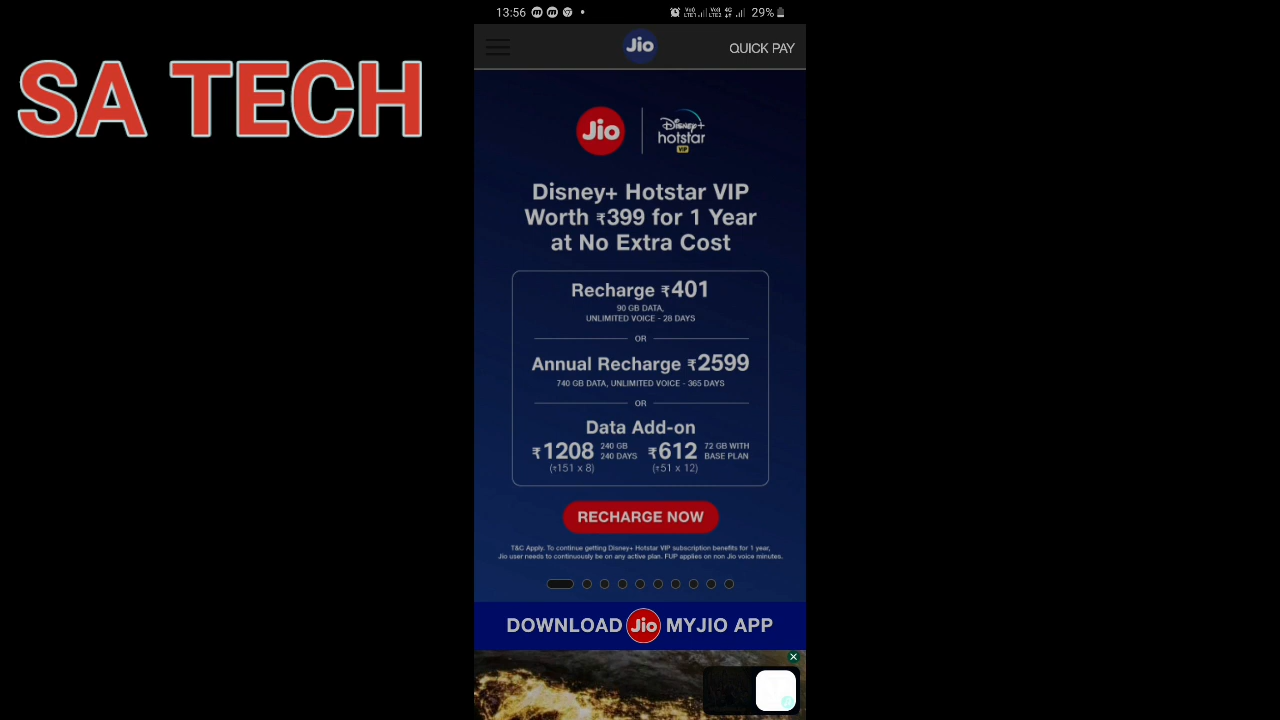 13:56
29%
SA TECH
Jio
QUICK PAY
Jio
Disney+
hotstar
VIP
Disney+ Hotstar VIP
Worth ₹399 for 1 Year
at No Extra Cost
Recharge ₹401
90 GB DATA,
UNLIMITED VOICE - 28 DAYS
OR
Annual Recharge ₹2599
740 GB DATA, UNLIMITED VOICE - 365 DAYS
OR
Data Add-on
₹1208 240 GB 240 DAYS
(₹151 x 8)
₹612 72 GB WITH BASE PLAN
(₹51 x 12)
RECHARGE NOW
T&C Apply. To continue getting Disney+ Hotstar VIP subscription benefits for 1 year,
Jio user needs to continuously be on any active plan. FUP applies on non Jio voice minutes.
DOWNLOAD Jio MYJIO APP